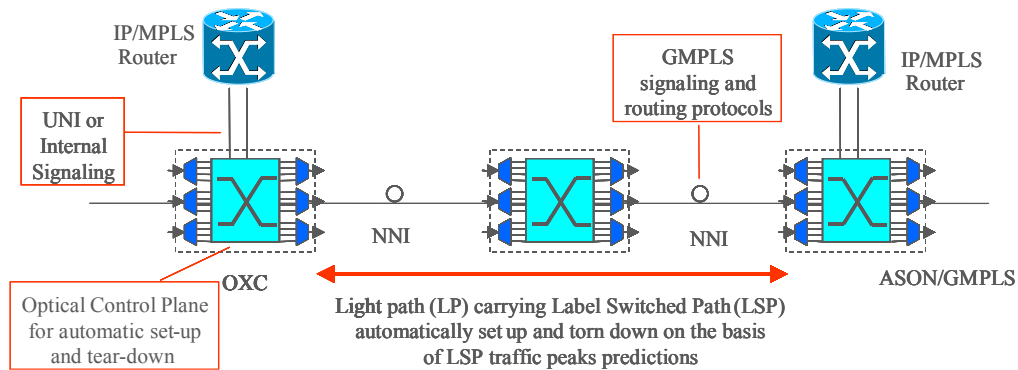 IP/MPLS
Router
UNI or
Internal
Signaling
GMPLS
signaling and
routing protocols
IP/MPLS
Router
NNI
NNI
OXC
ASON/GMPLS
Optical Control Plane
for automatic set-up
and tear-down
Light path (LP) carrying Label Switched Path (LSP)
automatically set up and torn down on the basis
of LSP traffic peaks predictions